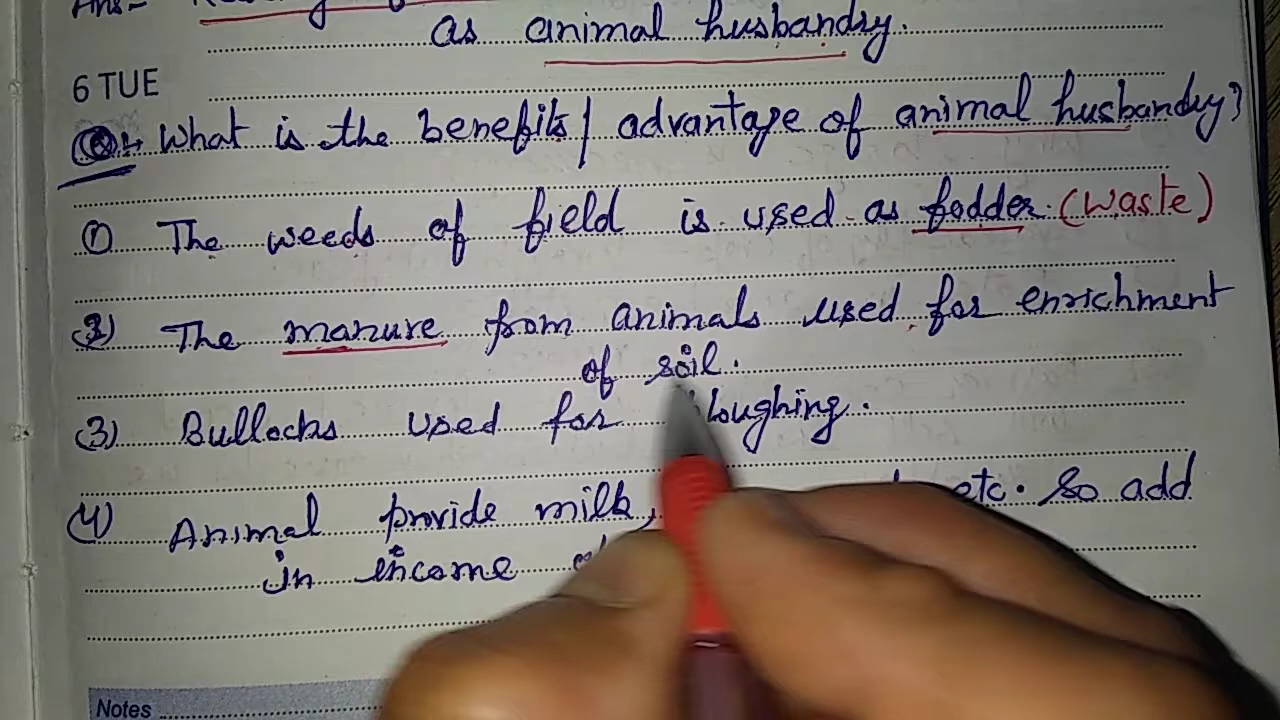 Ans:-
as animal husbandry.
6 TUE
Q:- What is the benefits/ advantage of animal husbandry?
① The weeds of field is used as fodder (waste)
② The manure from animals used for enrichment
of soil.
(3) Bullocks used for ploughing.
(4) Animal provide milk, etc. So add
in income
Notes